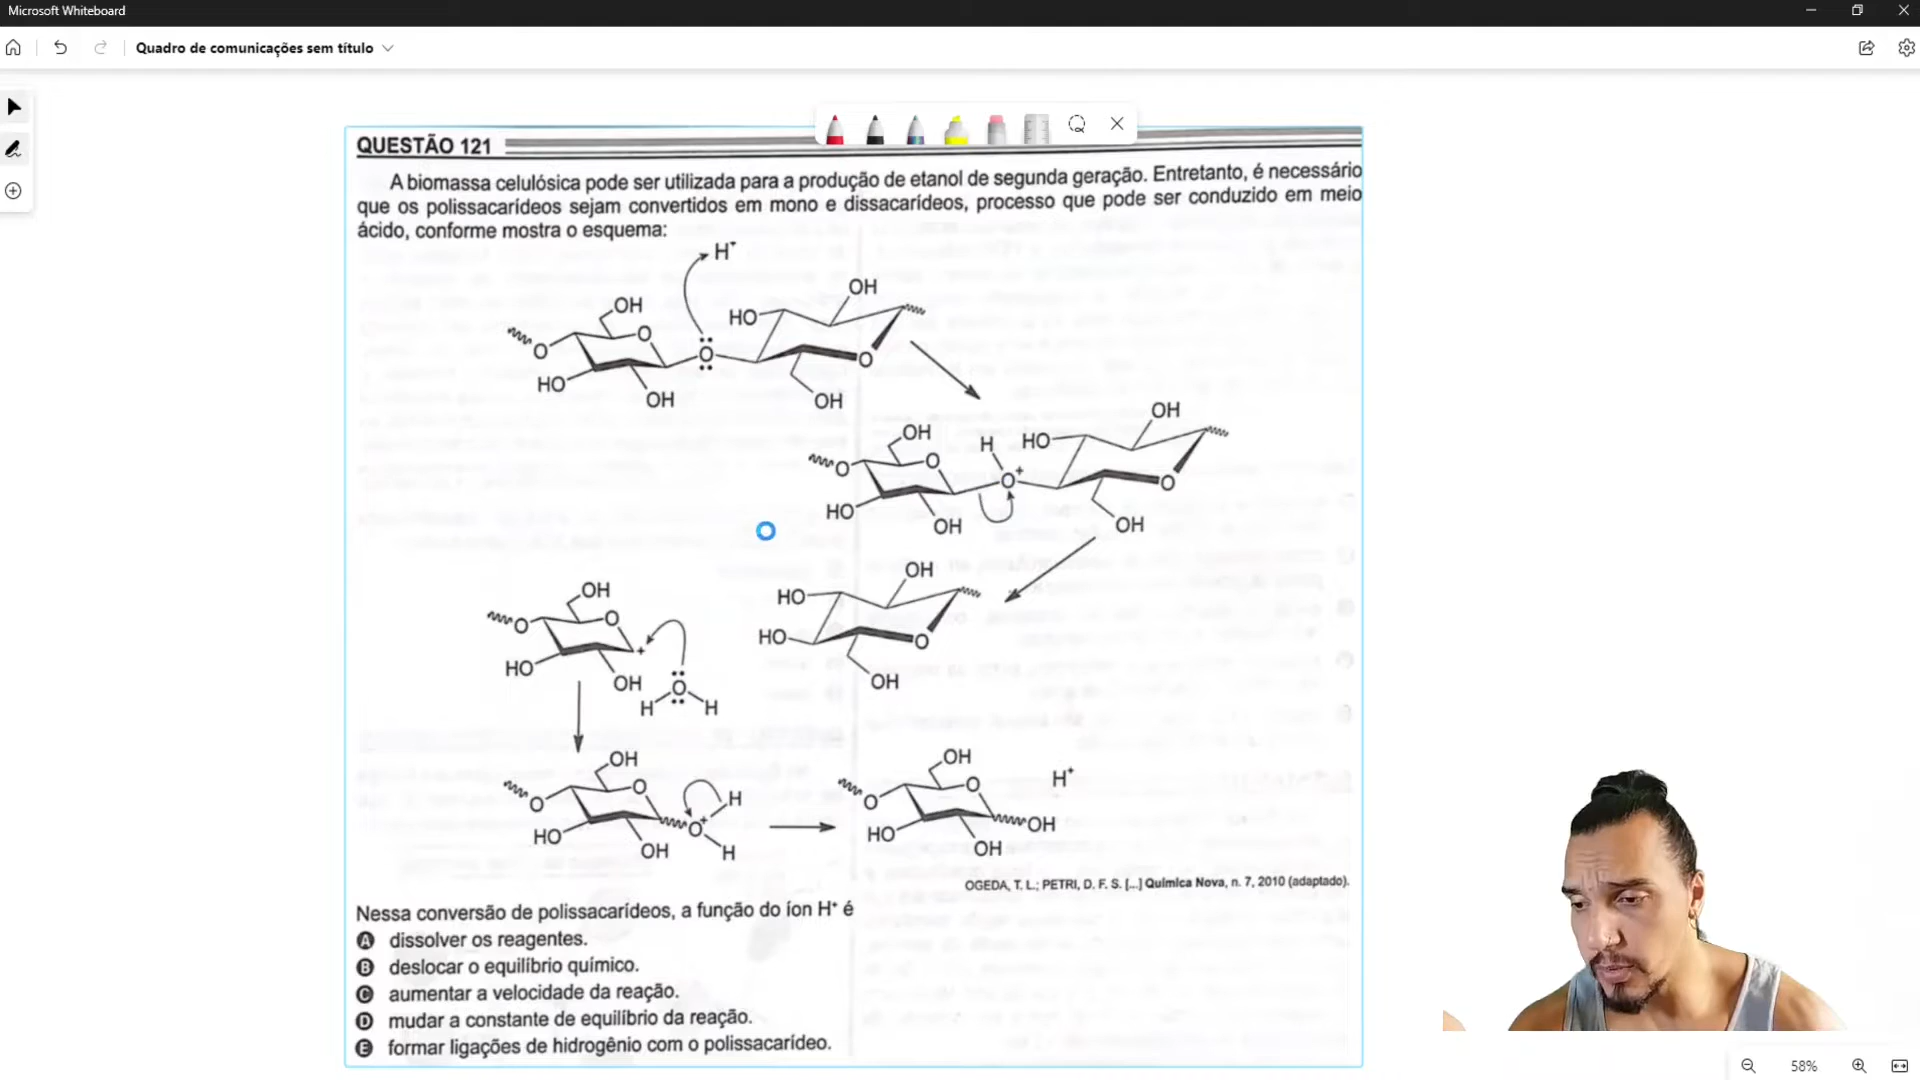 Microsoft Whiteboard
Quadro de comunicações sem título
QUESTÃO 121
A biomassa celulósica pode ser utilizada para a produção de etanol de segunda geração. Entretanto, é necessário
que os polissacarídeos sejam convertidos em mono e dissacarídeos, processo que pode ser conduzido em meio
ácido, conforme mostra o esquema:
H⁺
OH
OH
HO
O
O
O
O
HO
OH
OH
OH
OH
H
HO
O
O
O⁺
O
HO
OH
OH
OH
HO
OH
O
O
HO
HO
+
O
OH
O
H
H
OH
OH
O
O
HO
OH
O⁺
H
H
OH
H⁺
O
O
HO
OH
OH
OGEDA, T. L.; PETRI, D. F. S. [...] Química Nova, n. 7, 2010 (adaptado).
Nessa conversão de polissacarídeos, a função do íon H⁺ é
A dissolver os reagentes.
B deslocar o equilíbrio químico.
C aumentar a velocidade da reação.
D mudar a constante de equilíbrio da reação.
E formar ligações de hidrogênio com o polissacarídeo.
58%